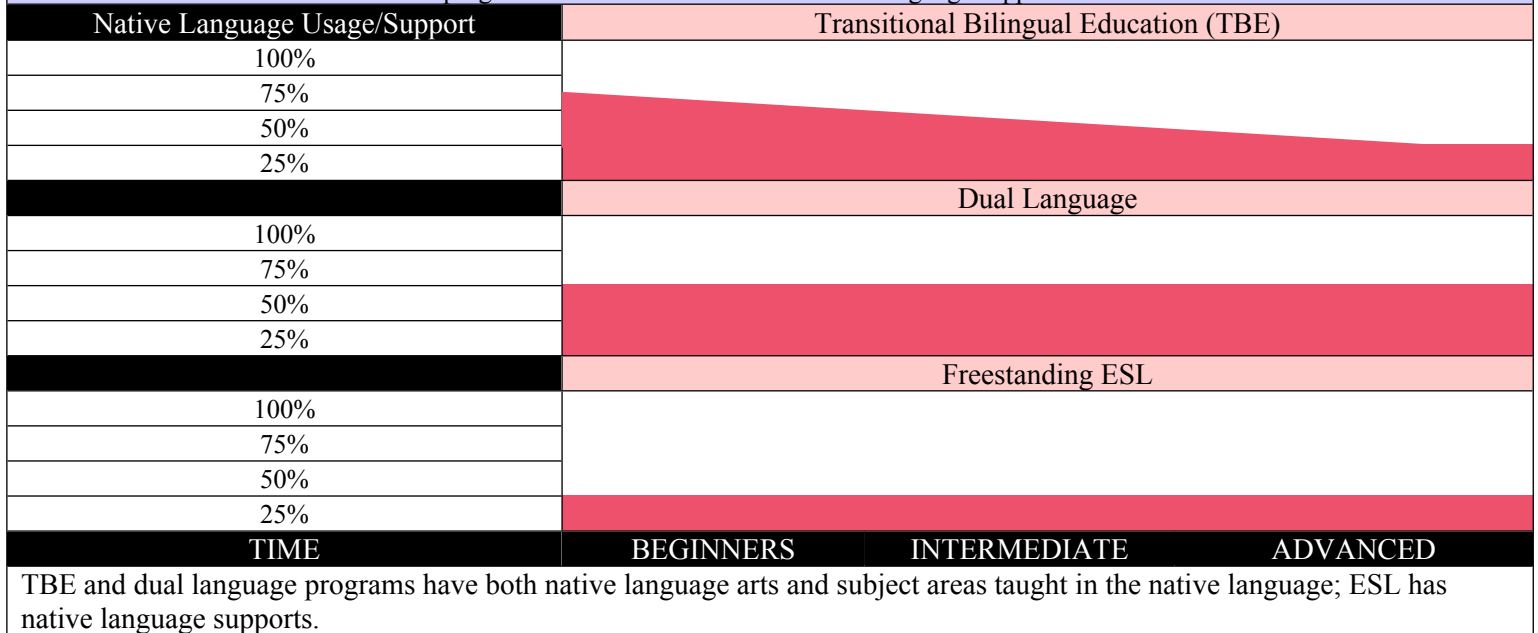 Native Language Usage/Support Transitional Bilingual Education (TBE)
100%
75%
50%
25%
Dual Language
100%
75%
50%
25%
Freestanding ESL
100%
75%
50%
25%
TIME BEGINNERS INTERMEDIATE ADVANCED
TBE and dual language programs have both native language arts and subject areas taught in the native language; ESL has
native language supports.